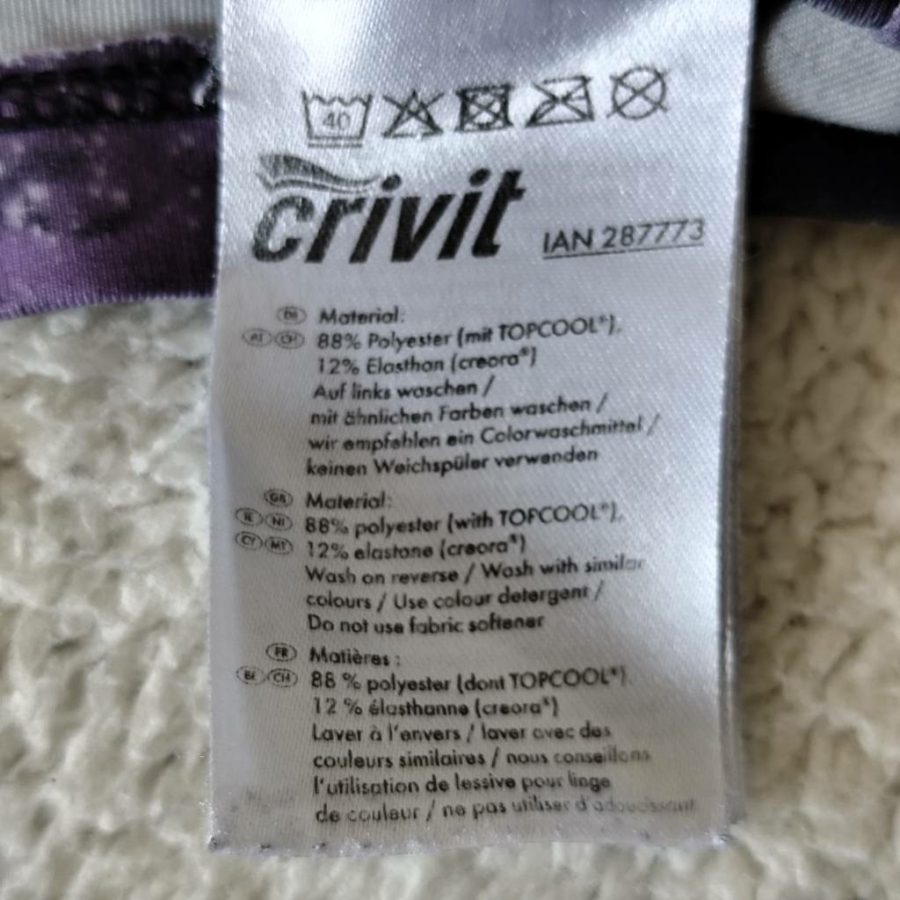 40
crivit
IAN 287773
DE Material:
AT CH 88% Polyester (mit TOPCOOL®),
12% Elasthan (creora®)
Auf links waschen /
mit ähnlichen Farben waschen /
wir empfehlen ein Colorwaschmittel /
keinen Weichspüler verwenden
GB Material:
IE NI 88% polyester (with TOPCOOL®),
CY MT 12% elastane (creora®)
Wash on reverse / Wash with similar
colours / Use colour detergent /
Do not use fabric softener
FR Matières :
BE CH 88 % polyester (dont TOPCOOL®)
12 % élasthanne (creora®)
Laver à l'envers / laver avec des
couleurs similaires / nous conseillons
l'utilisation de lessive pour linge
de couleur / ne pas utiliser d'adoucissant